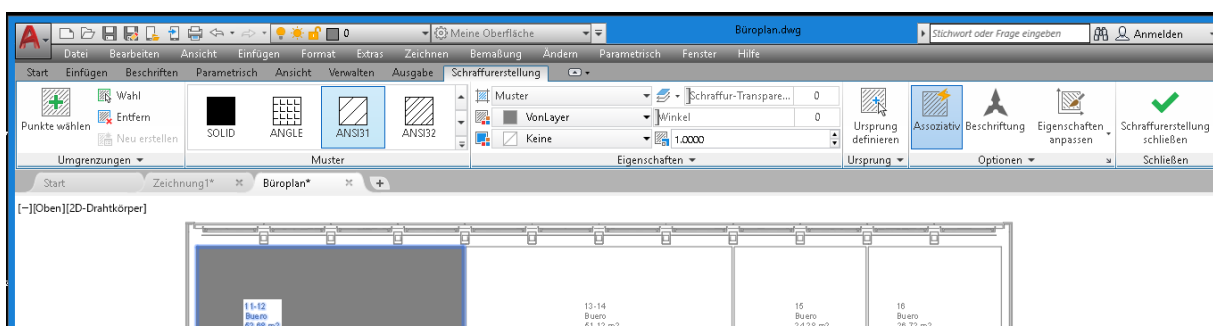 A
0
Meine Oberfläche
Büroplan.dwg
Stichwort oder Frage eingeben
Anmelden
Datei Bearbeiten Ansicht Einfügen Format Extras Zeichnen Bemaßung Ändern Parametrisch Fenster Hilfe
Start Einfügen Beschriften Parametrisch Ansicht Verwalten Ausgabe Schraffurerstellung
Punkte wählen
Wahl
Entfern
Neu erstellen
Umgrenzungen
SOLID
ANGLE
ANSI31
ANSI32
Muster
Muster
VonLayer
Keine
Schraffur-Transpare... 0
Winkel 0
1.0000
Eigenschaften
Ursprung
definieren
Ursprung
Assoziativ
Beschriftung
Eigenschaften
anpassen
Optionen
Schraffurerstellung
schließen
Schließen
Start
Zeichnung1*
Büroplan*
[−][Oben][2D-Drahtkörper]
11-12
Buero
13-14
Buero
15
Buero
16
Buero